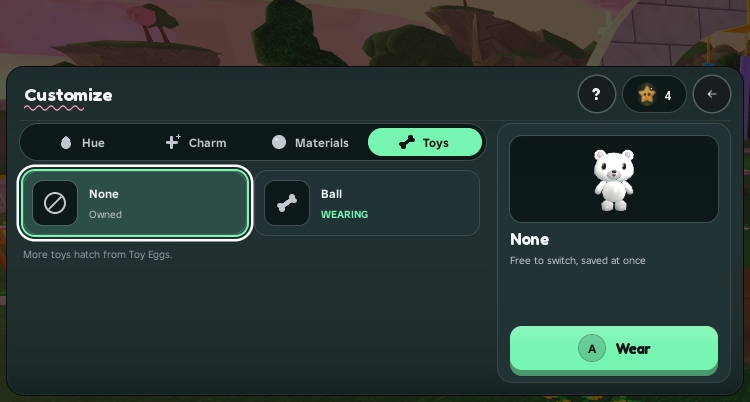 Customize
?
4
←
Hue
Charm
Materials
Toys
None
Owned
Ball
WEARING
More toys hatch from Toy Eggs.
None
Free to switch, saved at once
A Wear